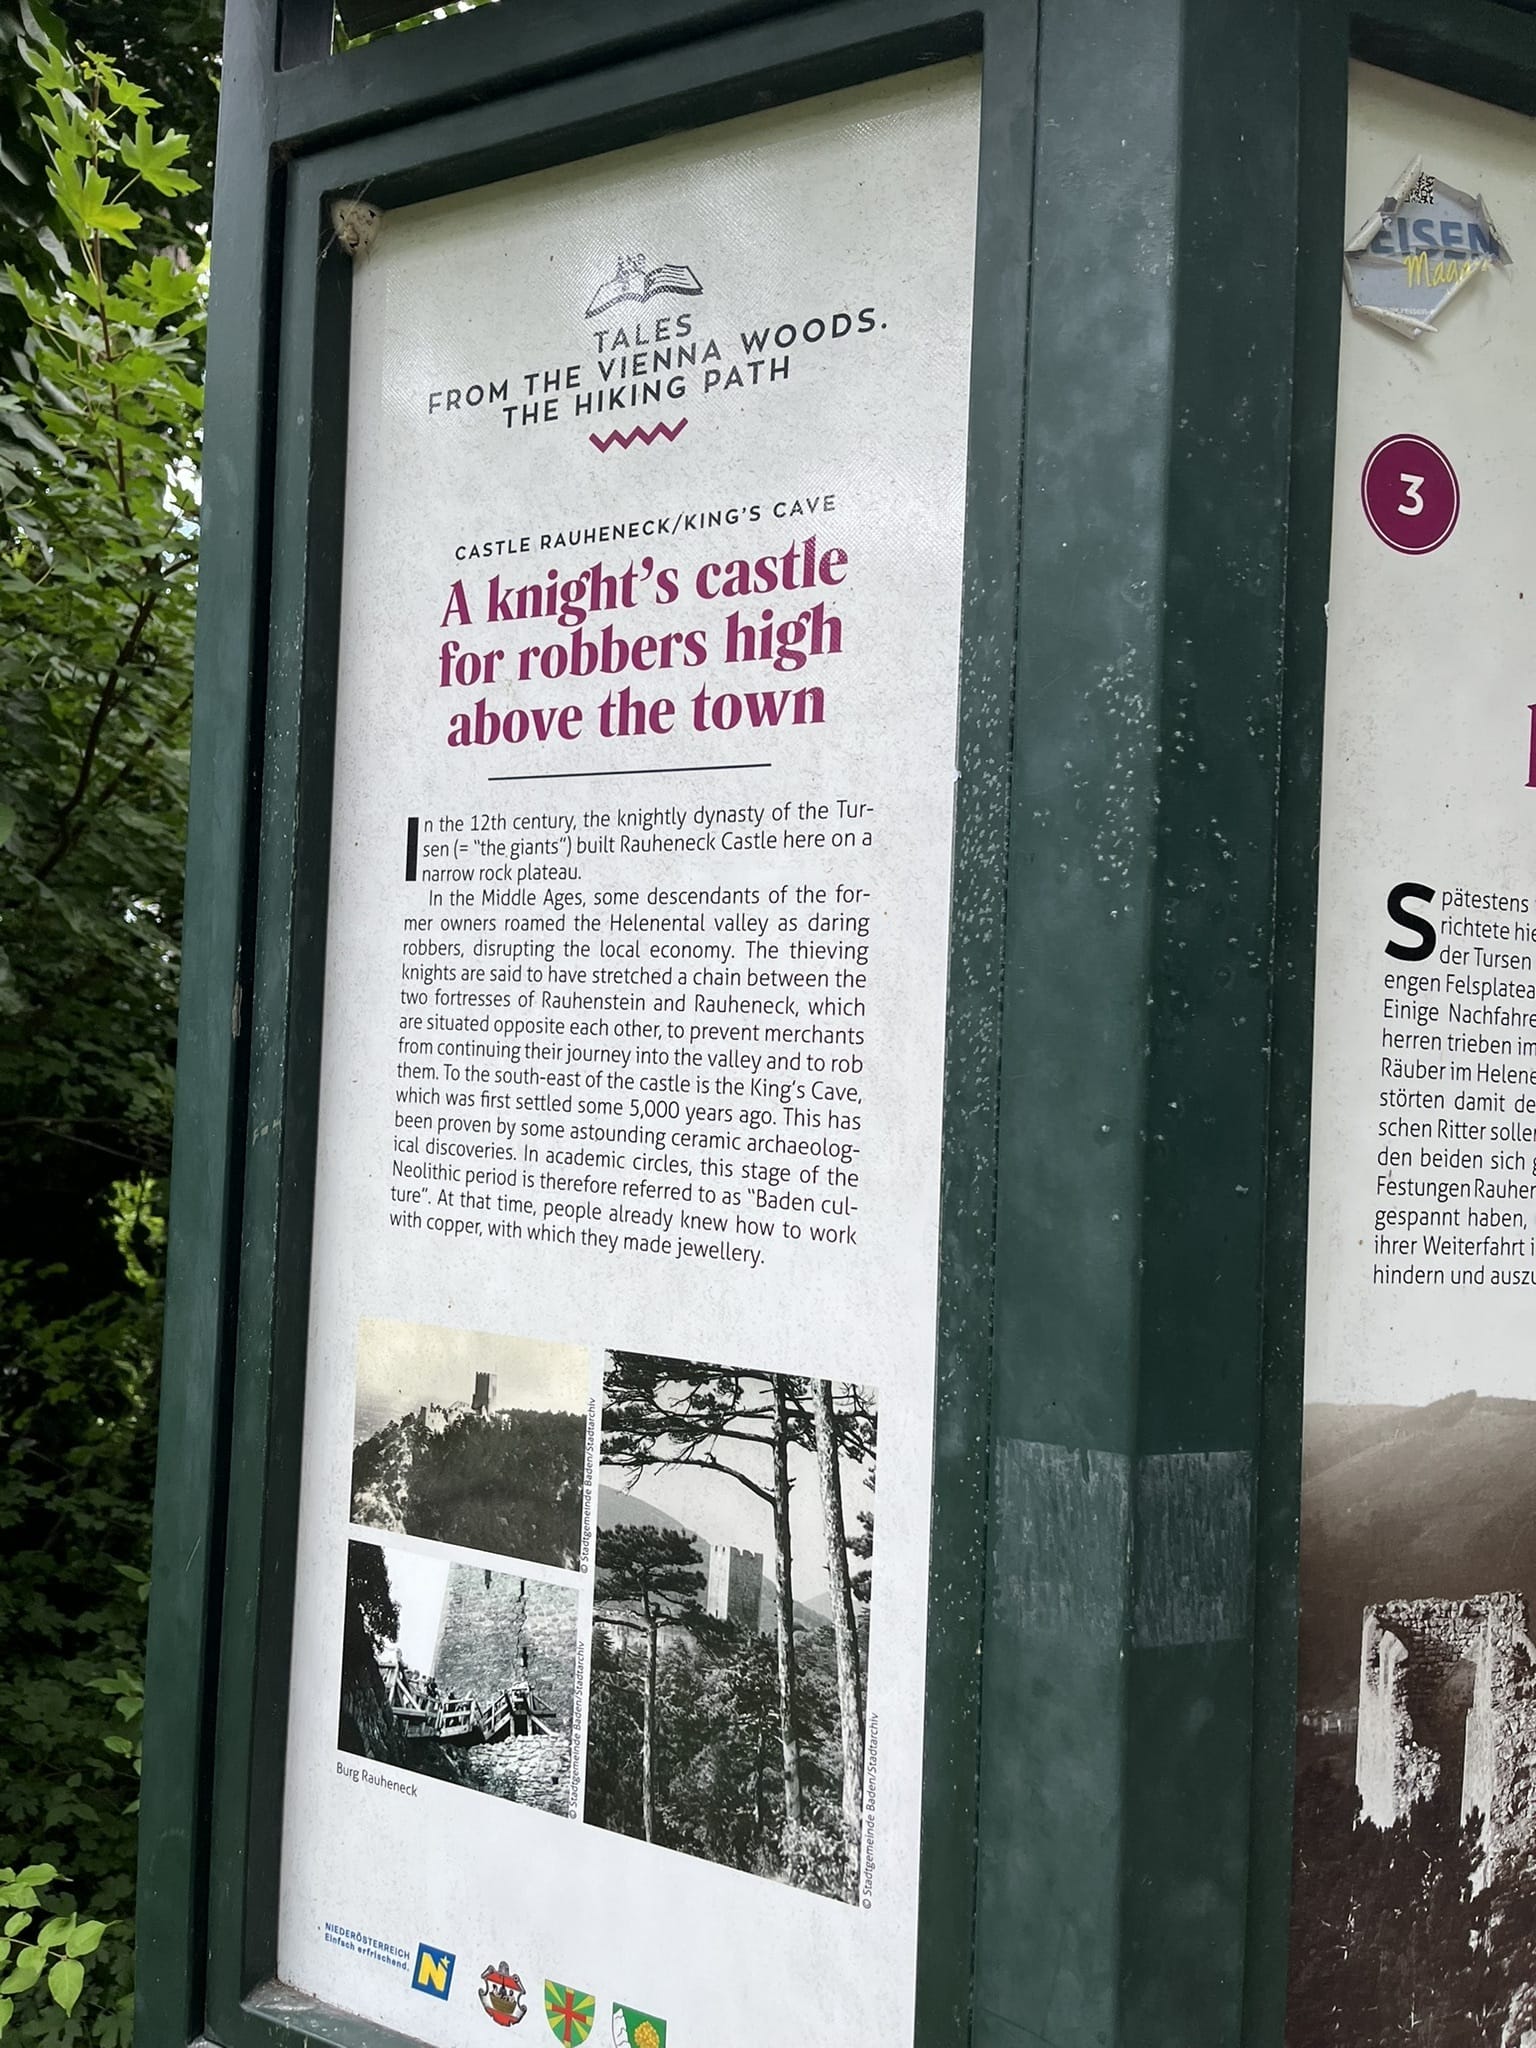 TALES
FROM THE VIENNA WOODS.
THE HIKING PATH
CASTLE RAUHENECK/KING'S CAVE
A knight's castle
for robbers high
above the town
In the 12th century, the knightly dynasty of the Tur-
sen (= "the giants") built Rauheneck Castle here on a
narrow rock plateau.
In the Middle Ages, some descendants of the for-
mer owners roamed the Helenental valley as daring
robbers, disrupting the local economy. The thieving
knights are said to have stretched a chain between the
two fortresses of Rauhenstein and Rauheneck, which
are situated opposite each other, to prevent merchants
from continuing their journey into the valley and to rob
them. To the south-east of the castle is the King's Cave,
which was first settled some 5,000 years ago. This has
been proven by some astounding ceramic archaeolog-
ical discoveries. In academic circles, this stage of the
Neolithic period is therefore referred to as "Baden cul-
ture". At that time, people already knew how to work
with copper, with which they made jewellery.
© Stadtgemeinde Baden/Stadtarchiv
© Stadtgemeinde Baden/Stadtarchiv
© Stadtgemeinde Baden/Stadtarchiv
Burg Rauheneck
NIEDERÖSTERREICH
Einfach erfrischend.
N
EISEN
3
Spätestens
richtete
der Tursen
engen
Einige
herren trieben
Räuber im
störten damit
schen Ritter
den beiden sich
Festungen
gespannt haben,
ihrer Weiterfahrt
hindern und